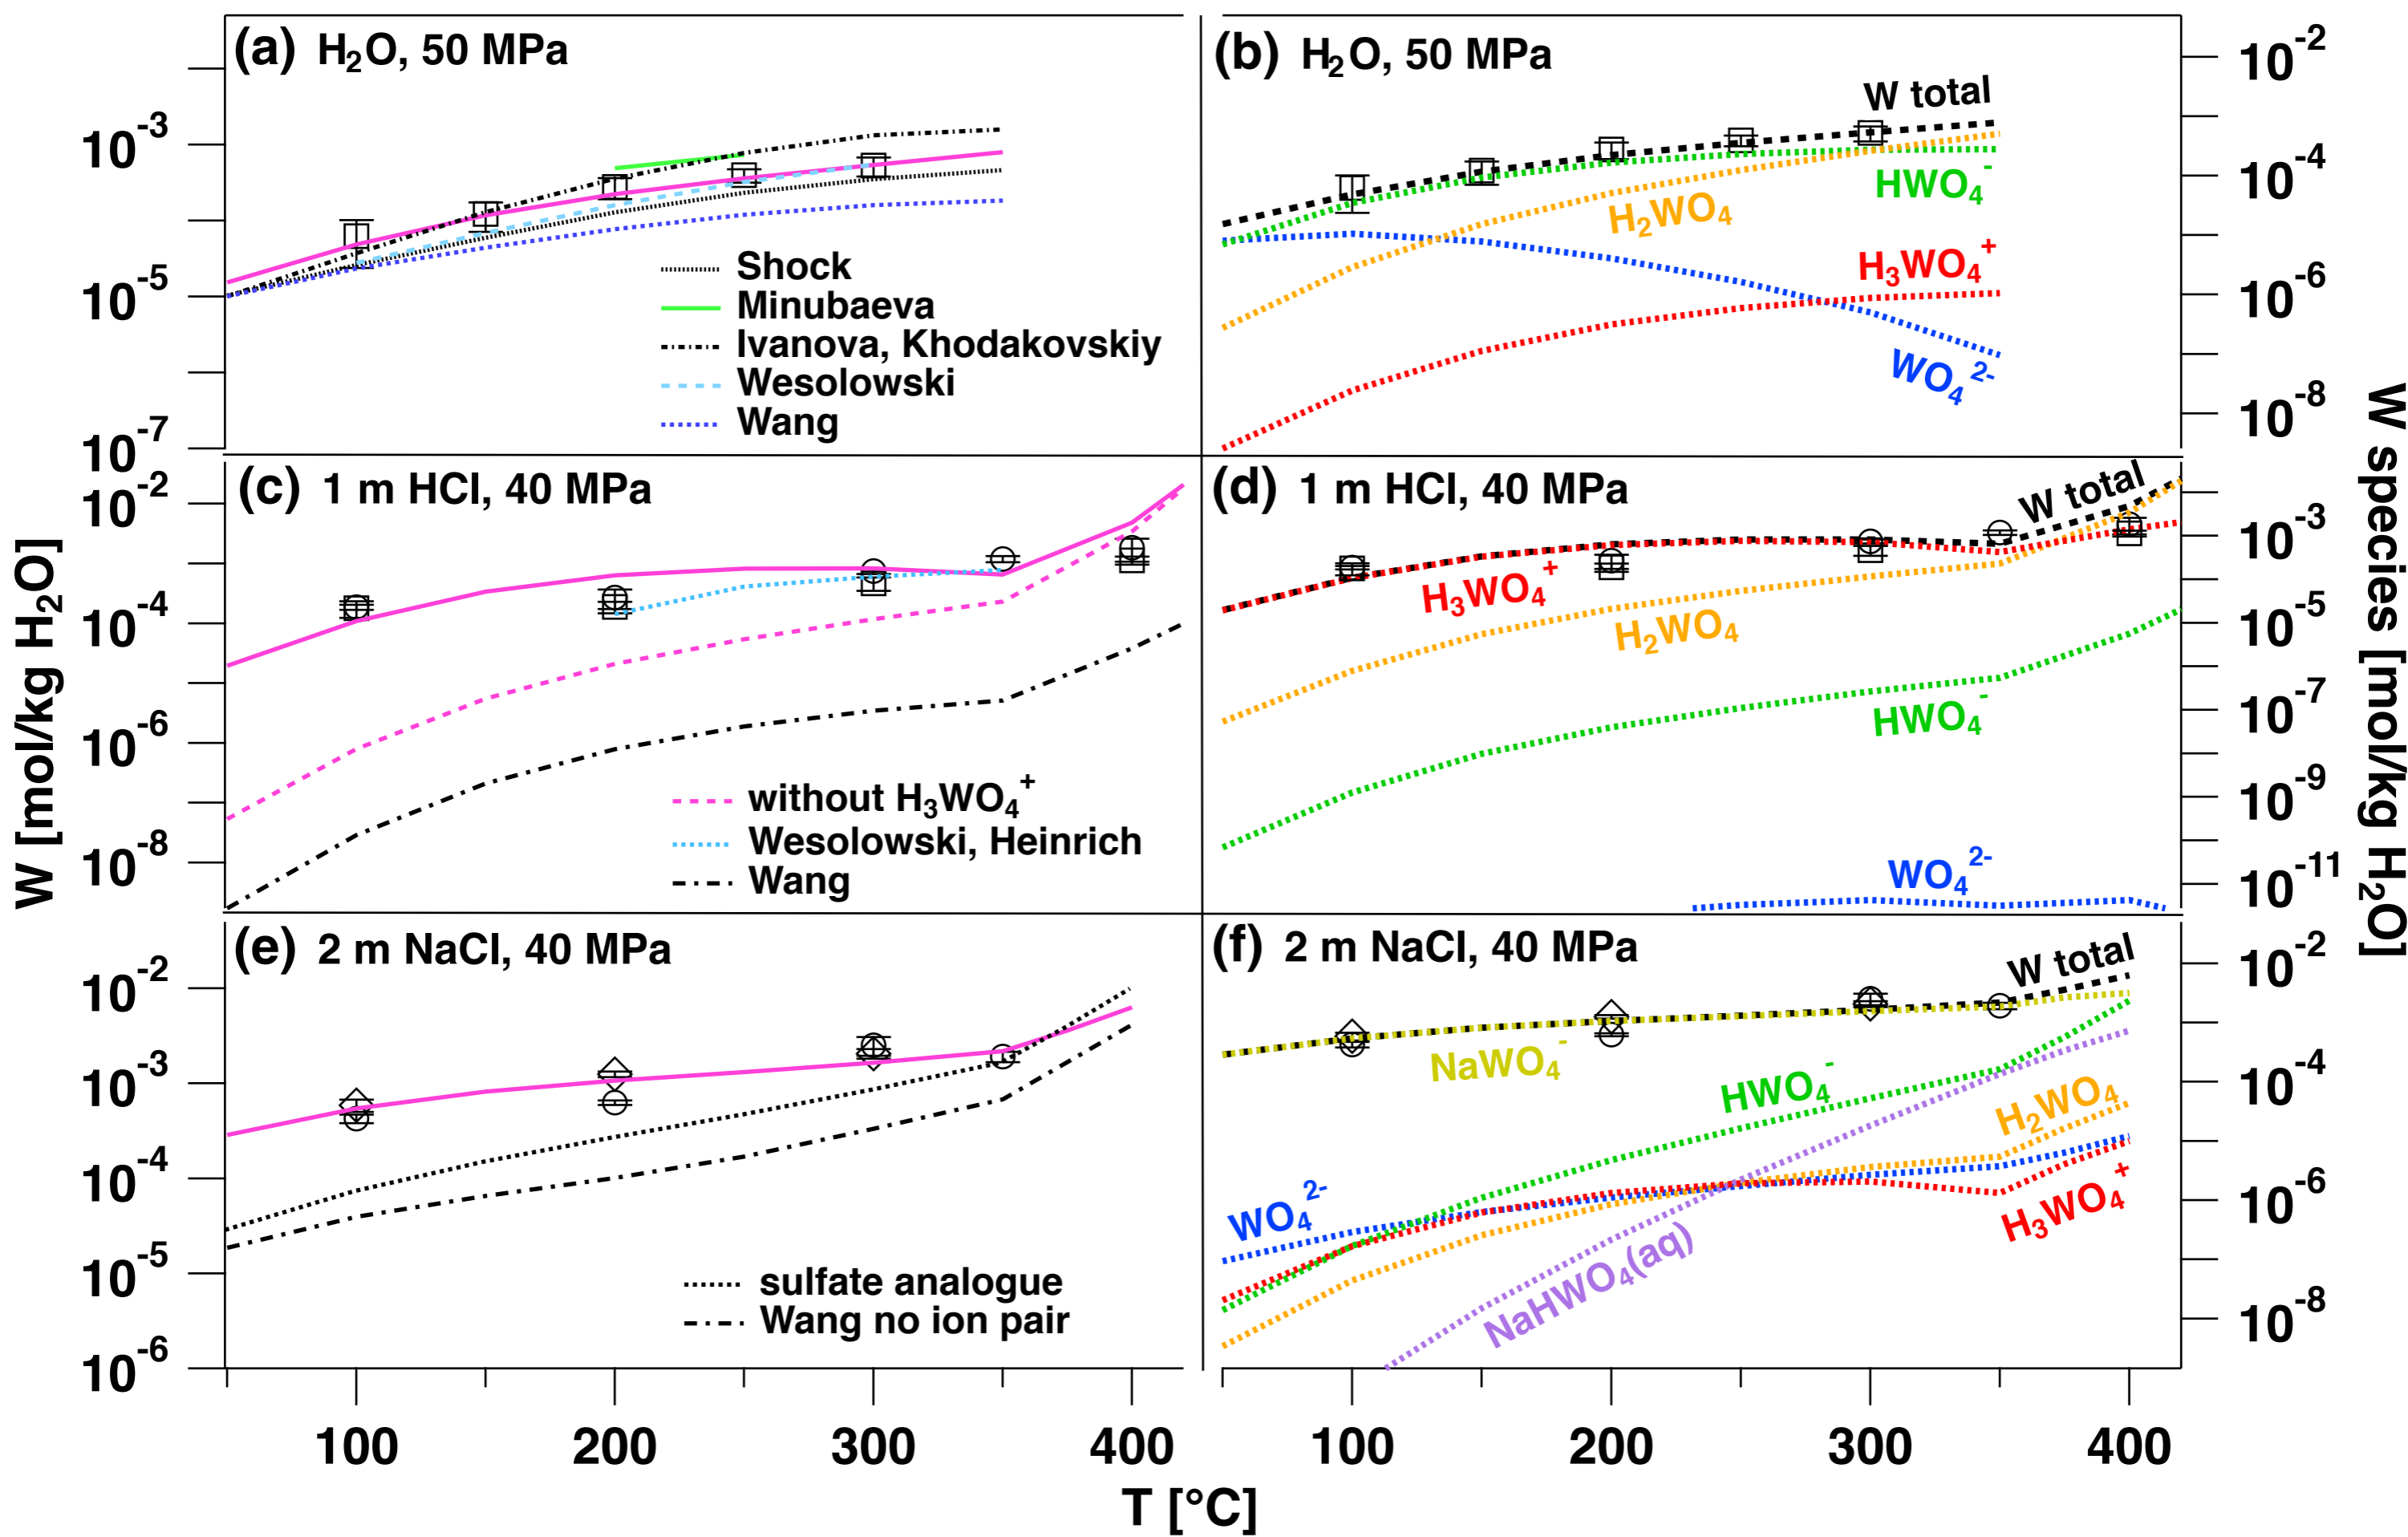 (a) H₂O, 50 MPa
10⁻³
10⁻⁵
10⁻⁷
Shock
Minubaeva
Ivanova, Khodakovskiy
Wesolowski
Wang
(b) H₂O, 50 MPa
W total
HWO₄⁻
H₂WO₄
H₃WO₄⁺
WO₄²⁻
10⁻²
10⁻⁴
10⁻⁶
10⁻⁸
(c) 1 m HCl, 40 MPa
10⁻²
10⁻⁴
10⁻⁶
10⁻⁸
without H₃WO₄⁺
Wesolowski, Heinrich
Wang
(d) 1 m HCl, 40 MPa
W total
H₃WO₄⁺
H₂WO₄
HWO₄⁻
WO₄²⁻
10⁻³
10⁻⁵
10⁻⁷
10⁻⁹
10⁻¹¹
(e) 2 m NaCl, 40 MPa
10⁻²
10⁻³
10⁻⁴
10⁻⁵
10⁻⁶
sulfate analogue
Wang no ion pair
(f) 2 m NaCl, 40 MPa
W total
NaWO₄⁻
HWO₄⁻
H₂WO₄
WO₄²⁻
H₃WO₄⁺
NaHWO₄(aq)
10⁻²
10⁻⁴
10⁻⁶
10⁻⁸
W [mol/kg H₂O]
W species [mol/kg H₂O]
100 200 300 400
100 200 300 400
T [°C]